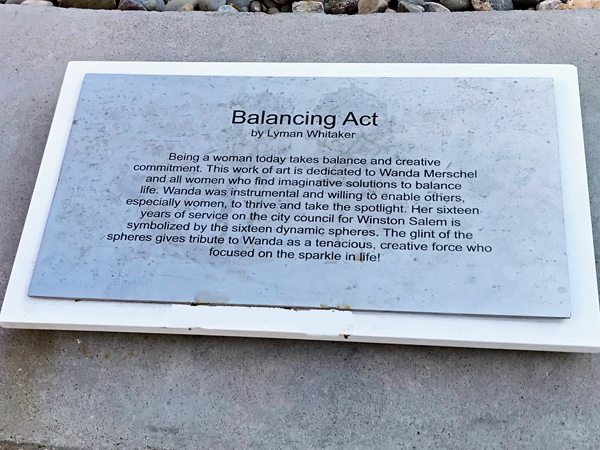 Balancing Act
by Lyman Whitaker
Being a woman today takes balance and creative
commitment. This work of art is dedicated to Wanda Merschel
and all women who find imaginative solutions to balance
life. Wanda was instrumental and willing to enable others,
especially women, to thrive and take the spotlight. Her sixteen
years of service on the city council for Winston Salem is
symbolized by the sixteen dynamic spheres. The glint of the
spheres gives tribute to Wanda as a tenacious, creative force who
focused on the sparkle in life!